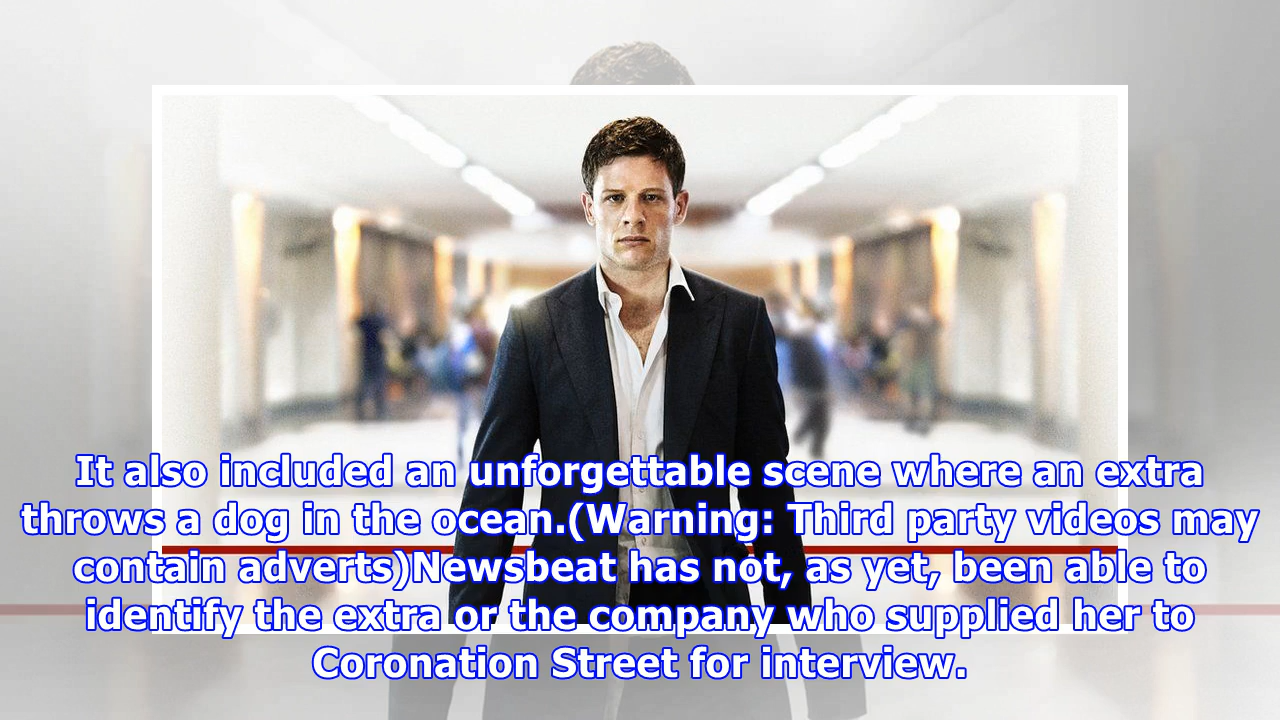 It also included an unforgettable scene where an extra
throws a dog in the ocean.(Warning: Third party videos may
contain adverts)Newsbeat has not, as yet, been able to
identify the extra or the company who supplied her to
Coronation Street for interview.